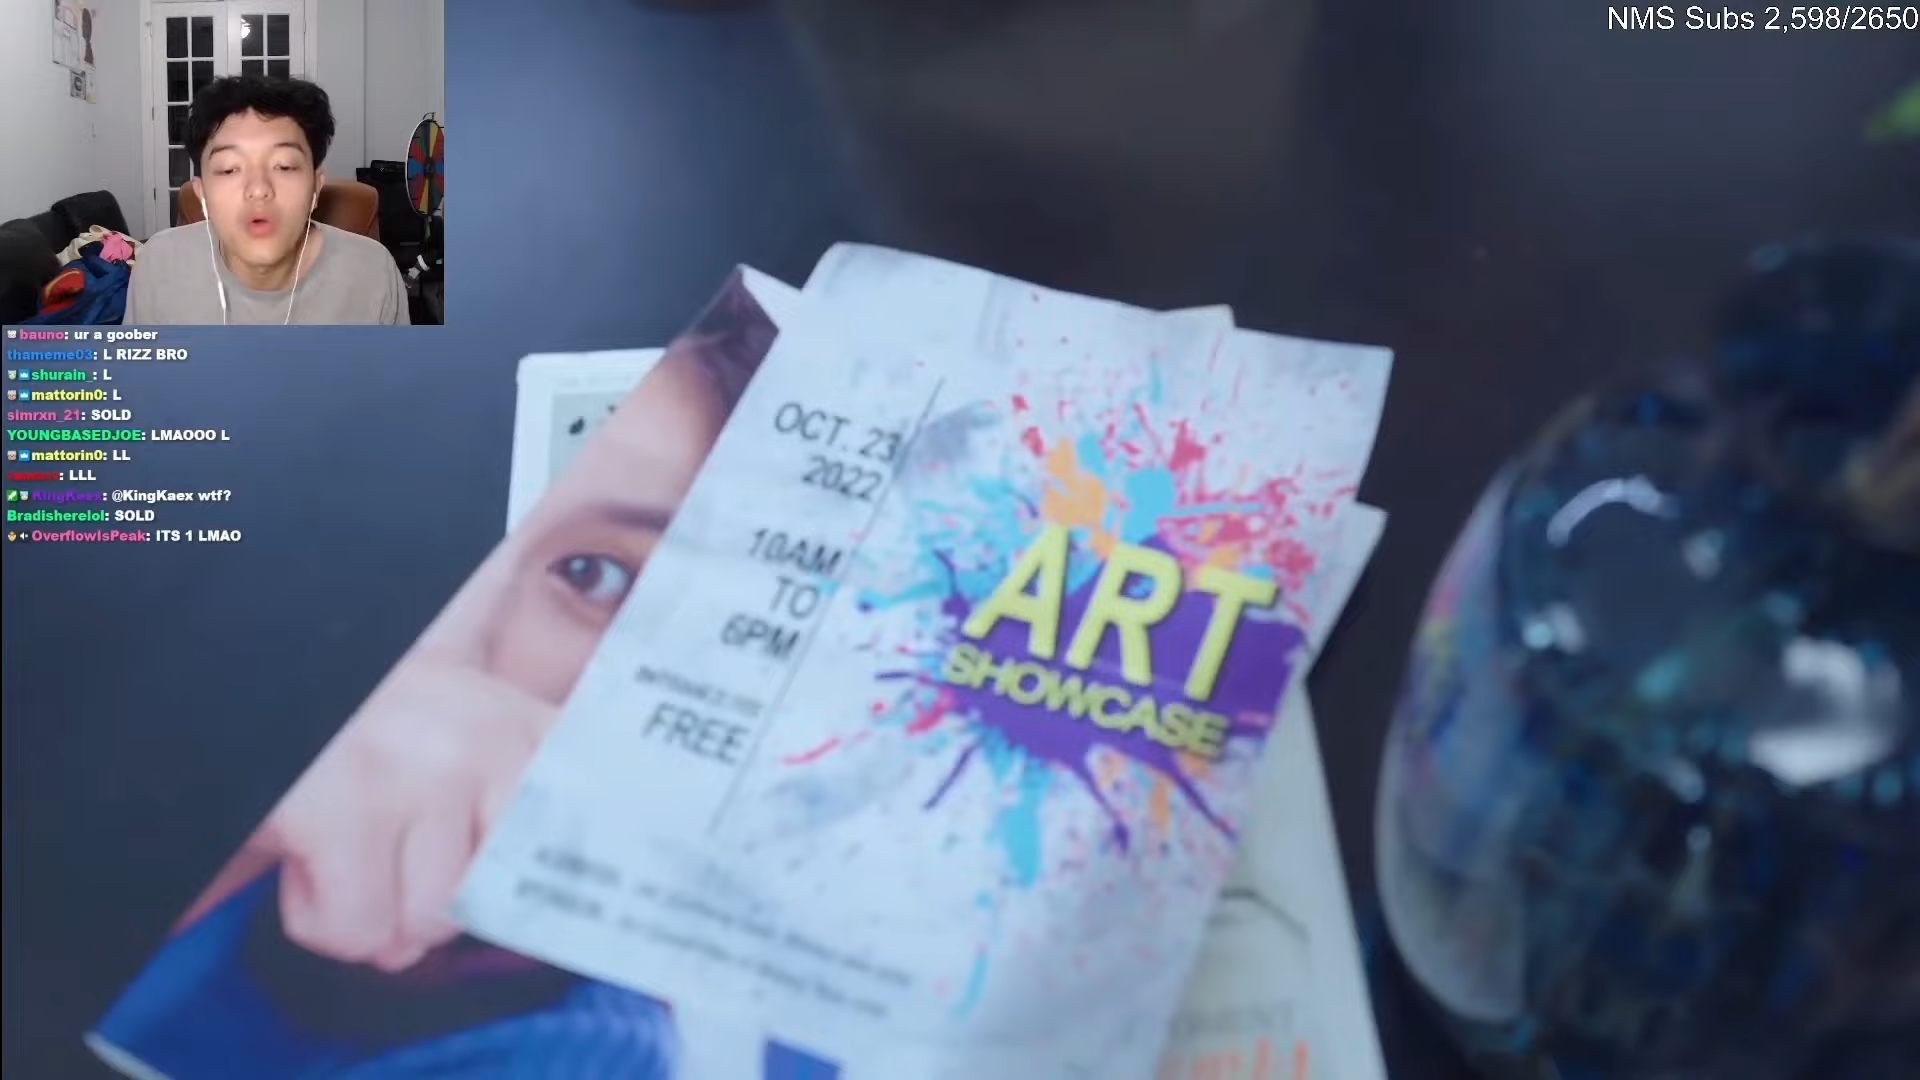 NMS Subs 2,598/2650
bauno: ur a goober
thameme03: L RIZZ BRO
shurain_: L
mattorin0: L
simrxn_21: SOLD
YOUNGBASEDJOE: LMAOOO L
mattorin0: LL
: LLL
KingKaex: @KingKaex wtf?
Bradisherelol: SOLD
OverflowIsPeak: ITS 1 LMAO
OCT. 23
2022
10AM
TO
6PM
FREE
ART
SHOWCASE